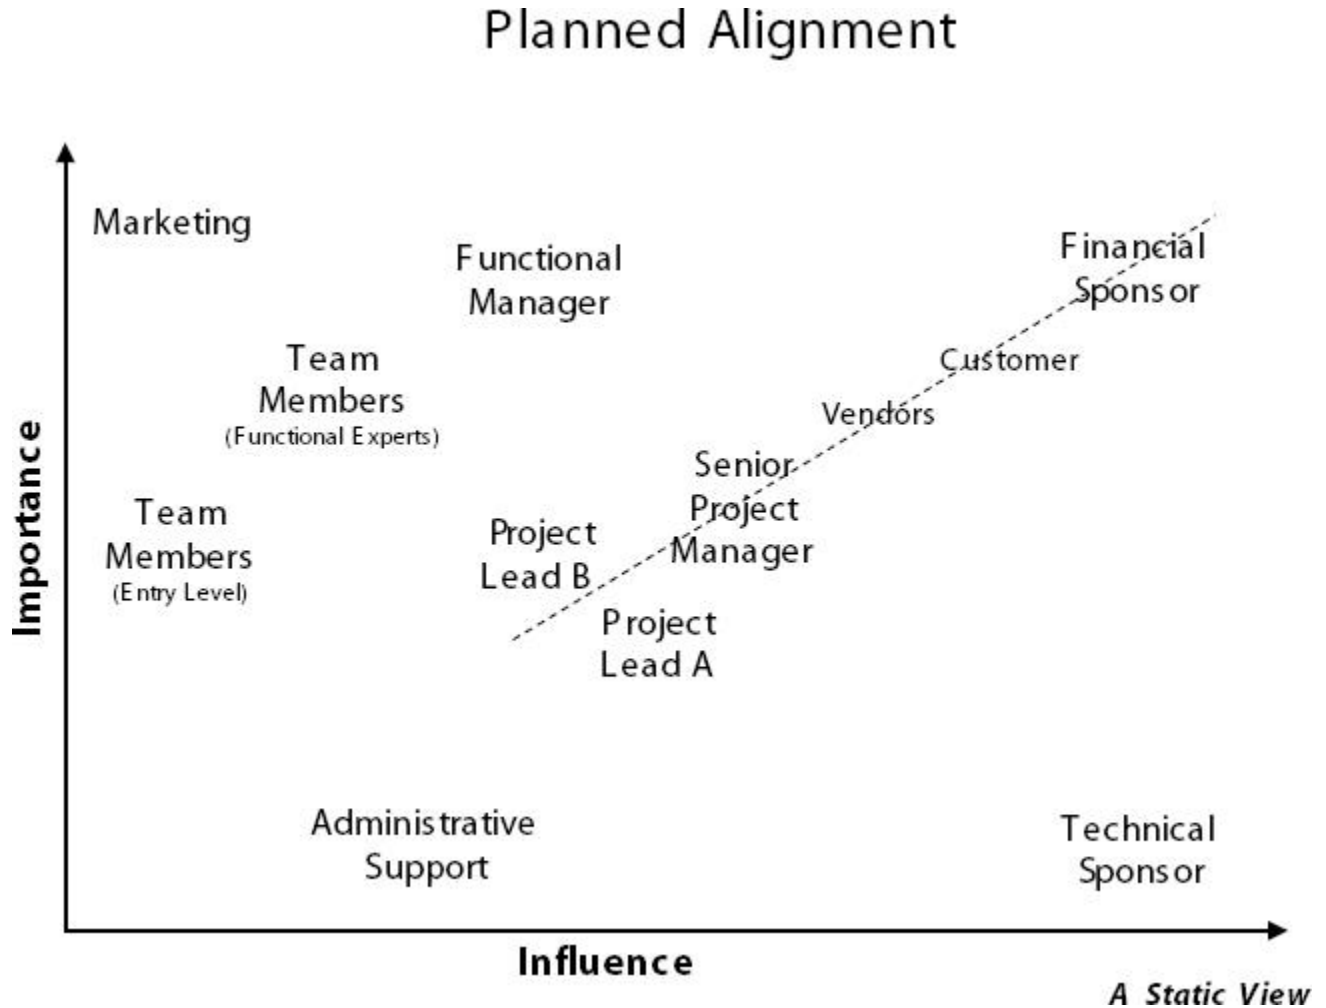 Planned Alignment
Marketing
Functional
Manager
Financial
Sponsor
Team
Members
(Functional Experts)
Customer
Vendors
Senior
Project
Manager
Team
Members
(Entry Level)
Project
Lead B
Project
Lead A
Administrative
Support
Technical
Sponsor
Importance
Influence
A Static View